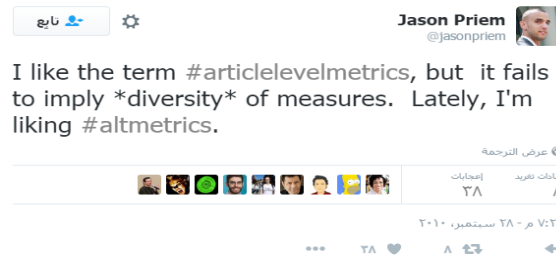 Jason Priem
@jasonpriem
تابع
I like the term #articlelevelmetrics, but it fails
to imply *diversity* of measures. Lately, I'm
liking #altmetrics.
عرض الترجمة
تغريد
إعجابات
٣٨
م - ٢٨ سبتمبر، ٢٠١٠
٨
٣٨